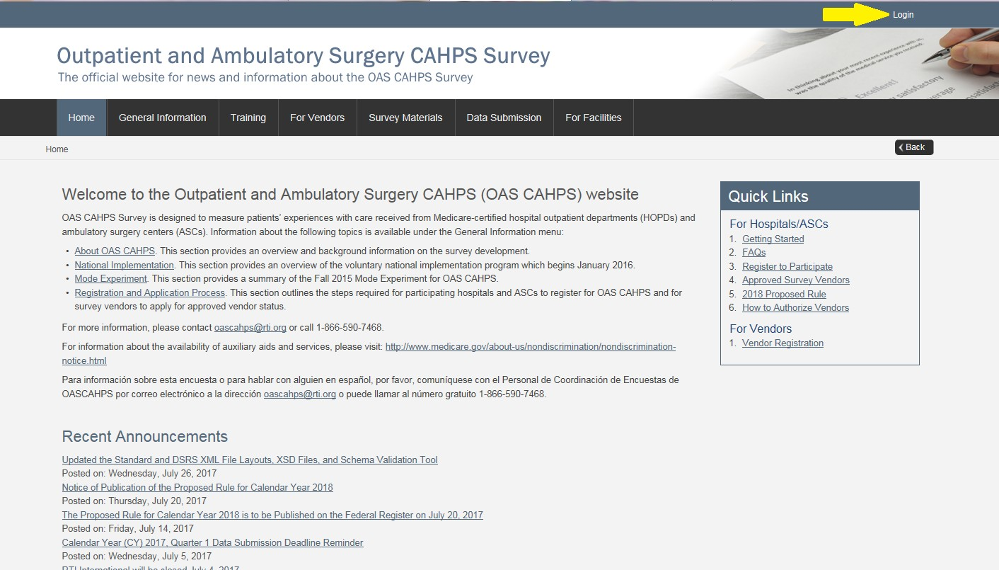 Login
Outpatient and Ambulatory Surgery CAHPS Survey
The official website for news and information about the OAS CAHPS Survey
In thinking about your most recent experience with us,
was the quality of the medical service you received:
Excellent!
satisfactory
average
Home
General Information
Training
For Vendors
Survey Materials
Data Submission
For Facilities
Home
Back
Welcome to the Outpatient and Ambulatory Surgery CAHPS (OAS CAHPS) website
OAS CAHPS Survey is designed to measure patients’ experiences with care received from Medicare-certified hospital outpatient departments (HOPDs) and
ambulatory surgery centers (ASCs). Information about the following topics is available under the General Information menu:
• About OAS CAHPS. This section provides an overview and background information on the survey development.
• National Implementation. This section provides an overview of the voluntary national implementation program which begins January 2016.
• Mode Experiment. This section provides a summary of the Fall 2015 Mode Experiment for OAS CAHPS.
• Registration and Application Process. This section outlines the steps required for participating hospitals and ASCs to register for OAS CAHPS and for
survey vendors to apply for approved vendor status.
For more information, please contact oascahps@rti.org or call 1-866-590-7468.
For information about the availability of auxiliary aids and services, please visit: http://www.medicare.gov/about-us/nondiscrimination/nondiscrimination-
notice.html
Para información sobre esta encuesta o para hablar con alguien en español, por favor, comuníquese con el Personal de Coordinación de Encuestas de
OASCAHPS por correo electrónico a la dirección oascahps@rti.org o puede llamar al número gratuito 1-866-590-7468.
Quick Links
For Hospitals/ASCs
1. Getting Started
2. FAQs
3. Register to Participate
4. Approved Survey Vendors
5. 2018 Proposed Rule
6. How to Authorize Vendors
For Vendors
1. Vendor Registration
Recent Announcements
Updated the Standard and DSRS XML File Layouts, XSD Files, and Schema Validation Tool
Posted on: Wednesday, July 26, 2017
Notice of Publication of the Proposed Rule for Calendar Year 2018
Posted on: Thursday, July 20, 2017
The Proposed Rule for Calendar Year 2018 is to be Published on the Federal Register on July 20, 2017
Posted on: Friday, July 14, 2017
Calendar Year (CY) 2017, Quarter 1 Data Submission Deadline Reminder
Posted on: Wednesday, July 5, 2017
RTI International will be closed July 4, 2017